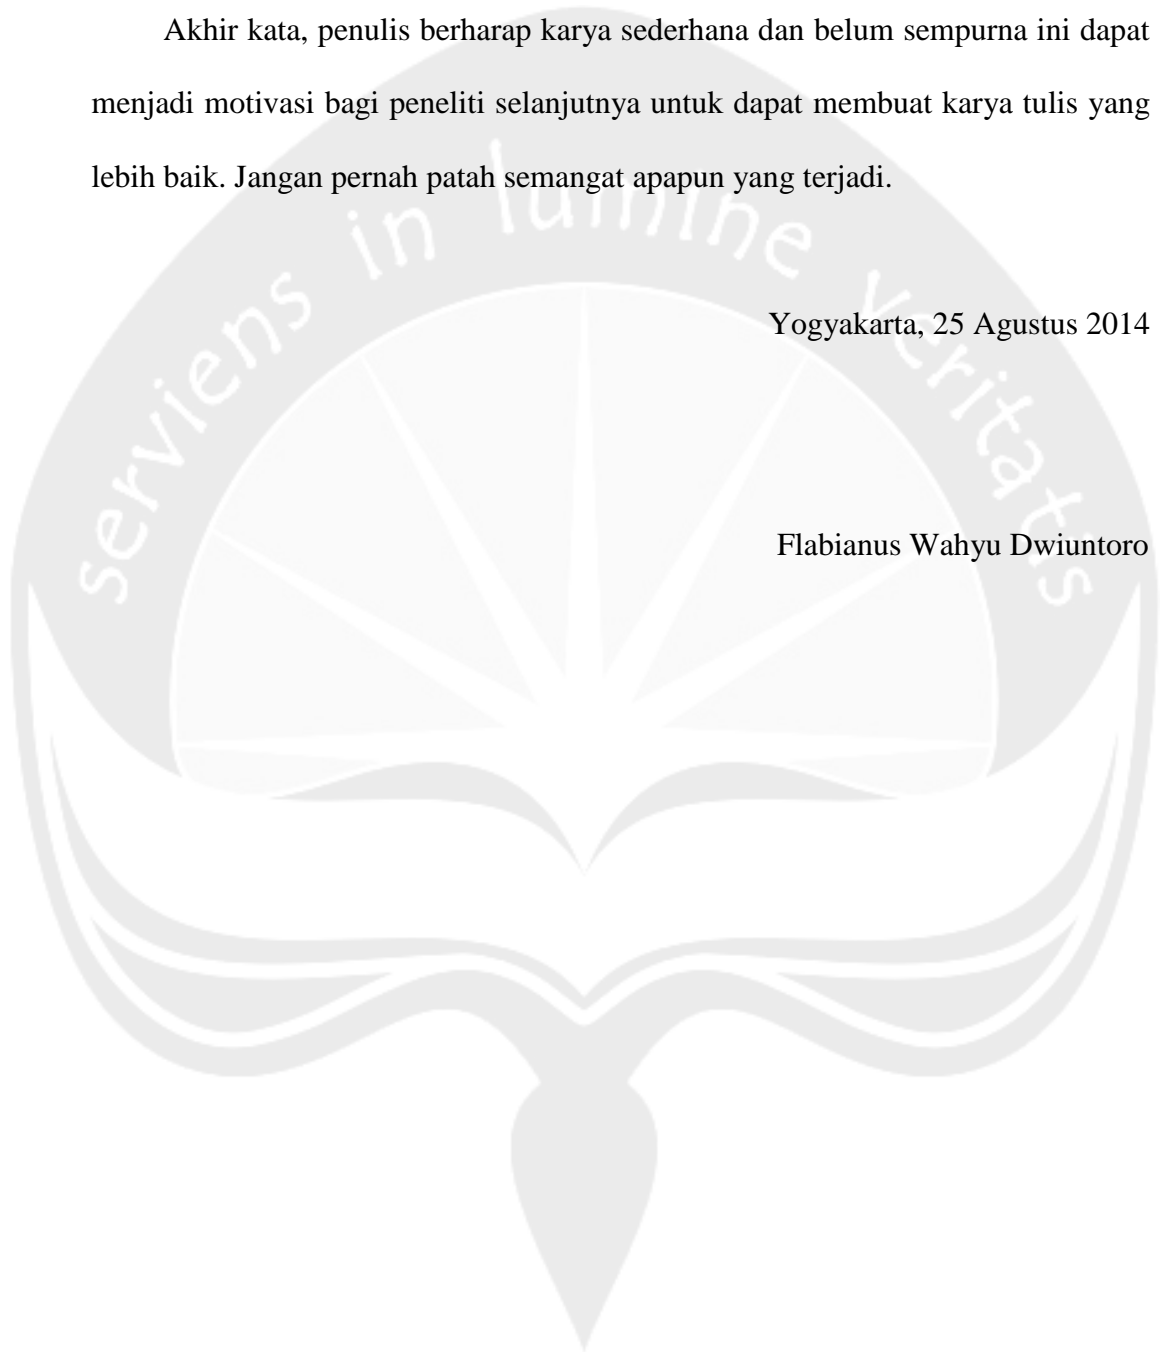 Akhir kata, penulis berharap karya sederhana dan belum sempurna ini dapat
menjadi motivasi bagi peneliti selanjutnya untuk dapat membuat karya tulis yang
lebih baik. Jangan pernah patah semangat apapun yang terjadi.
serviens in lumine veritatis
Yogyakarta, 25 Agustus 2014
Flabianus Wahyu Dwiuntoro